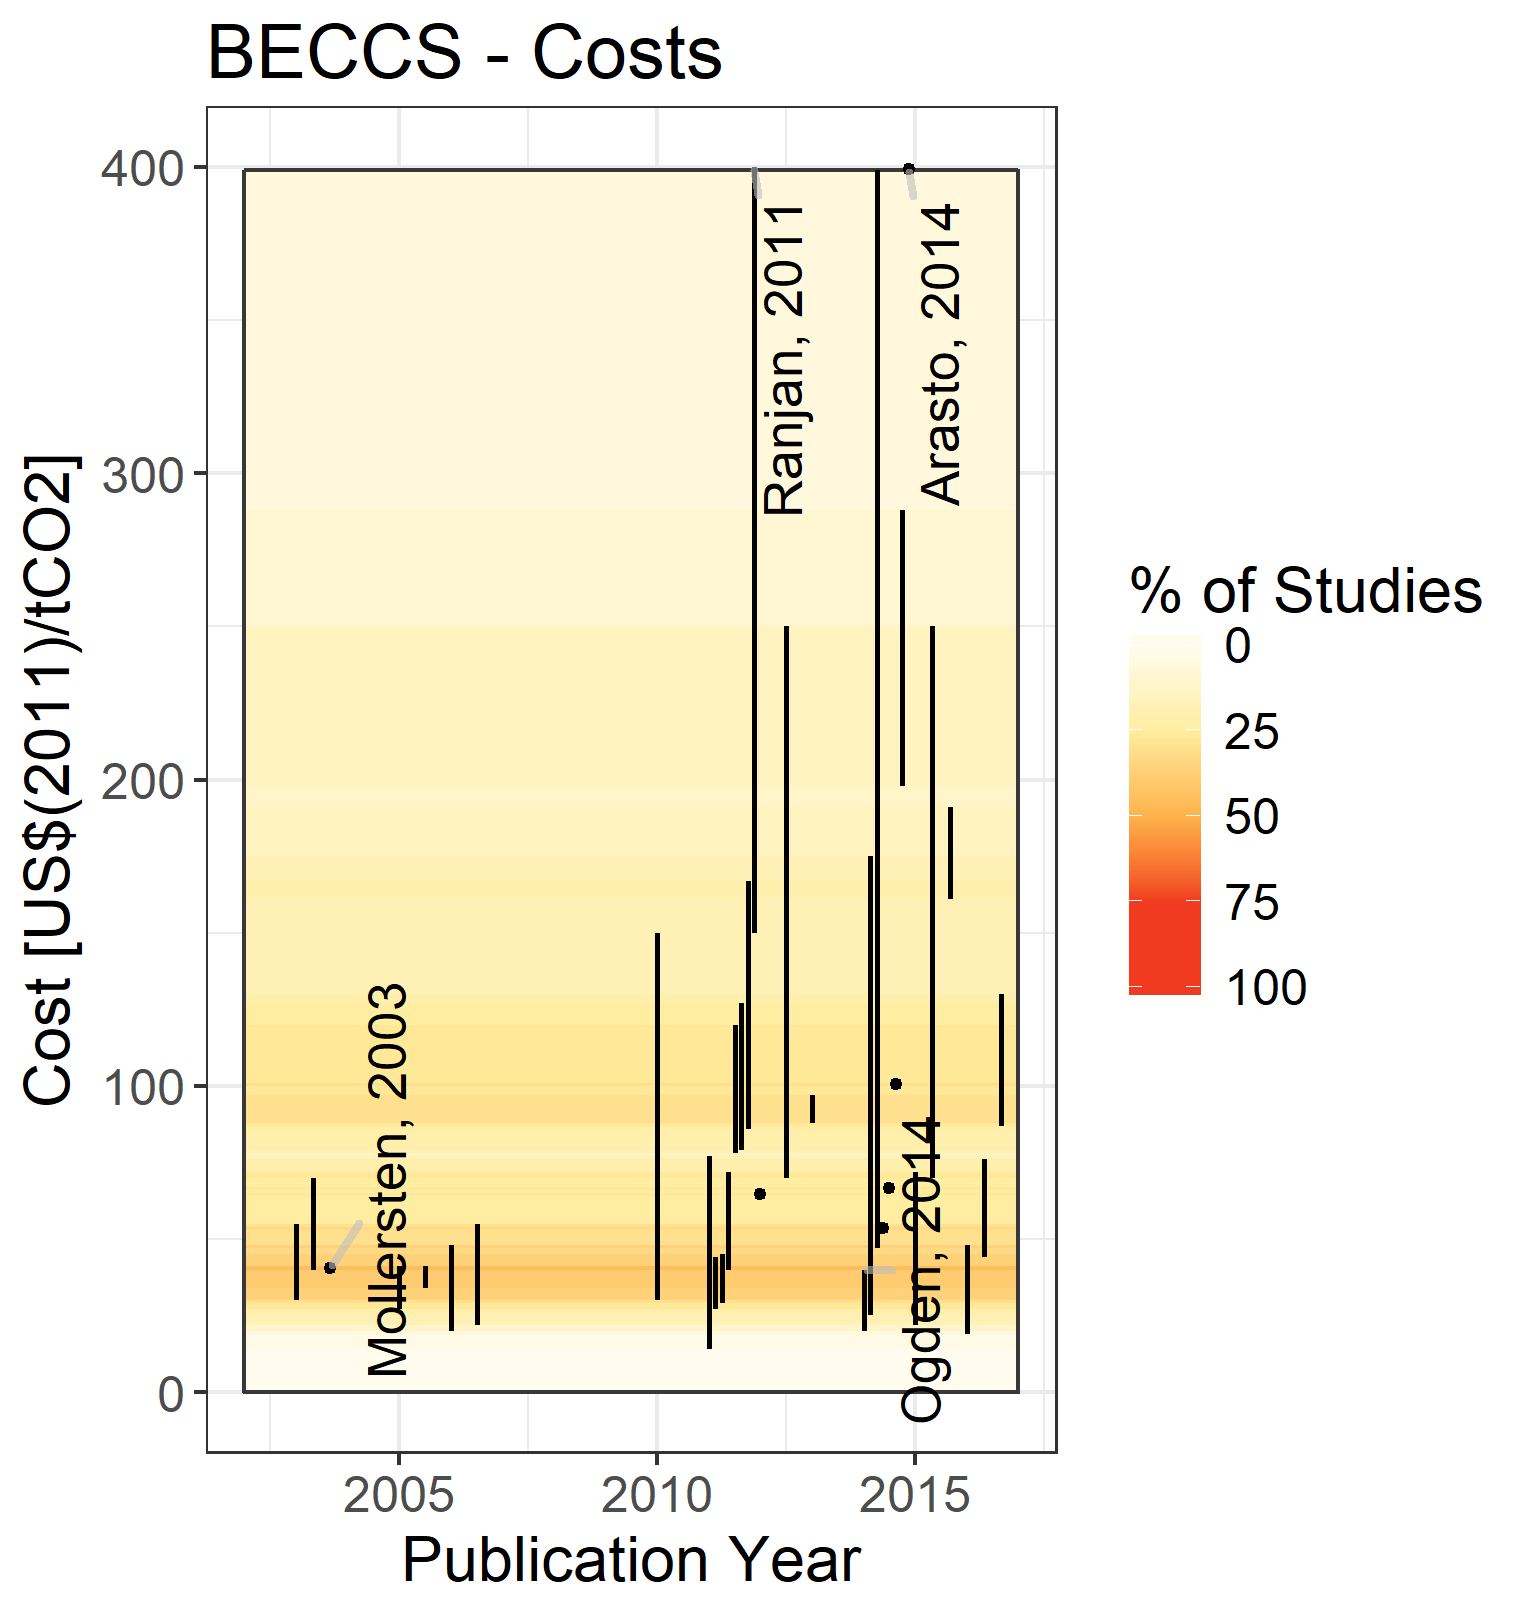 BECCS - Costs
Cost [US$(2011)/tCO2]
400
300
200
100
0
Ranjan, 2011
Arasto, 2014
Mollersten, 2003
Ogden, 2014
2005
2010
2015
Publication Year
% of Studies
0
25
50
75
100